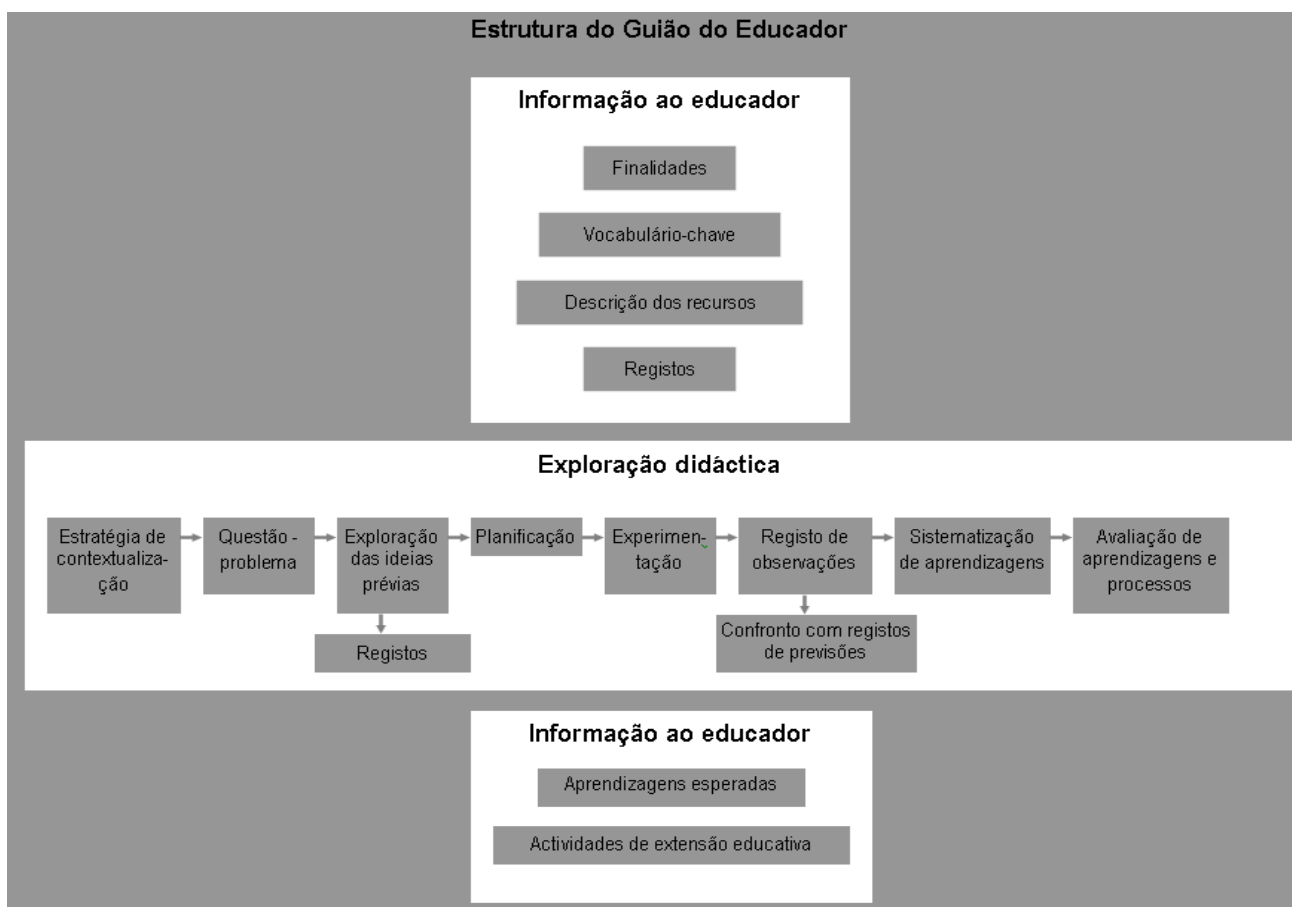 Estrutura do Guião do Educador
Informação ao educador
Finalidades
Vocabulário-chave
Descrição dos recursos
Registos
Exploração didáctica
Estratégia de
contextualiza-
ção
Questão -
problema
Exploração
das ideias
prévias
Registos
Planificação
Experimen-
tação
Registo de
observações
Confronto com registos
de previsões
Sistematização
de aprendizagens
Avaliação de
aprendizagens e
processos
Informação ao educador
Aprendizagens esperadas
Actividades de extensão educativa